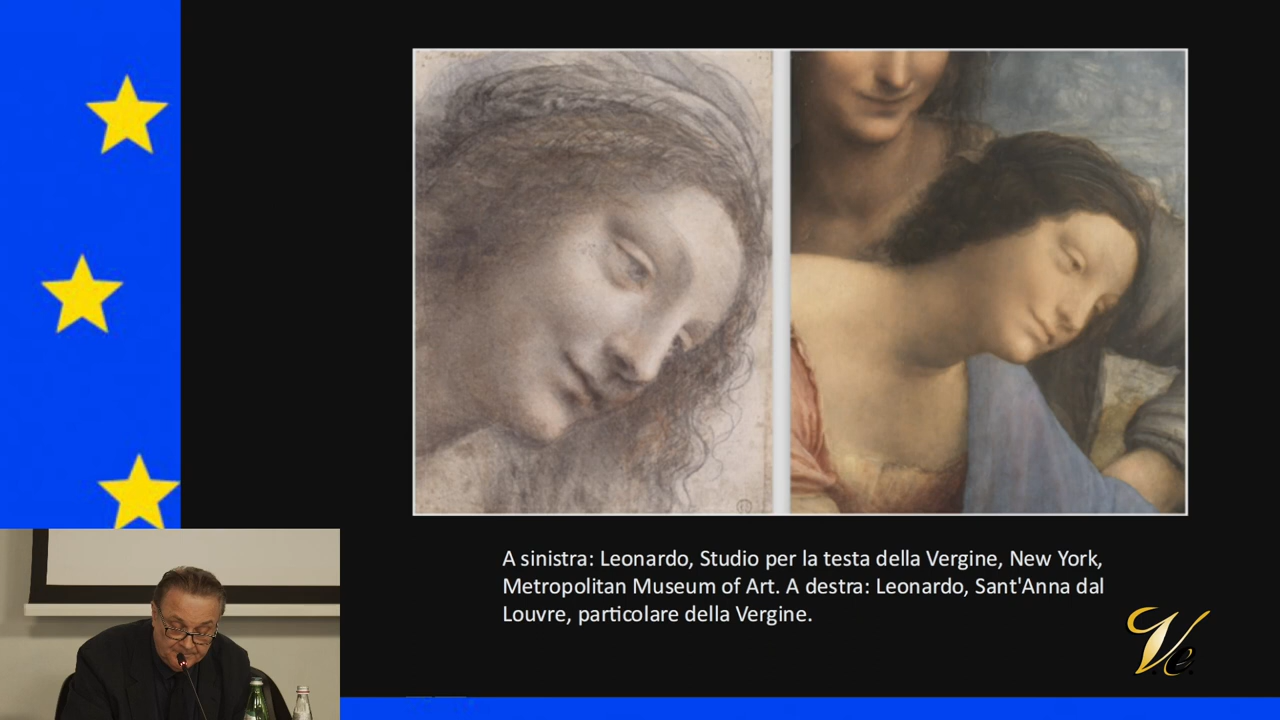 A sinistra: Leonardo, Studio per la testa della Vergine, New York,
Metropolitan Museum of Art. A destra: Leonardo, Sant'Anna dal
Louvre, particolare della Vergine.
V.e.